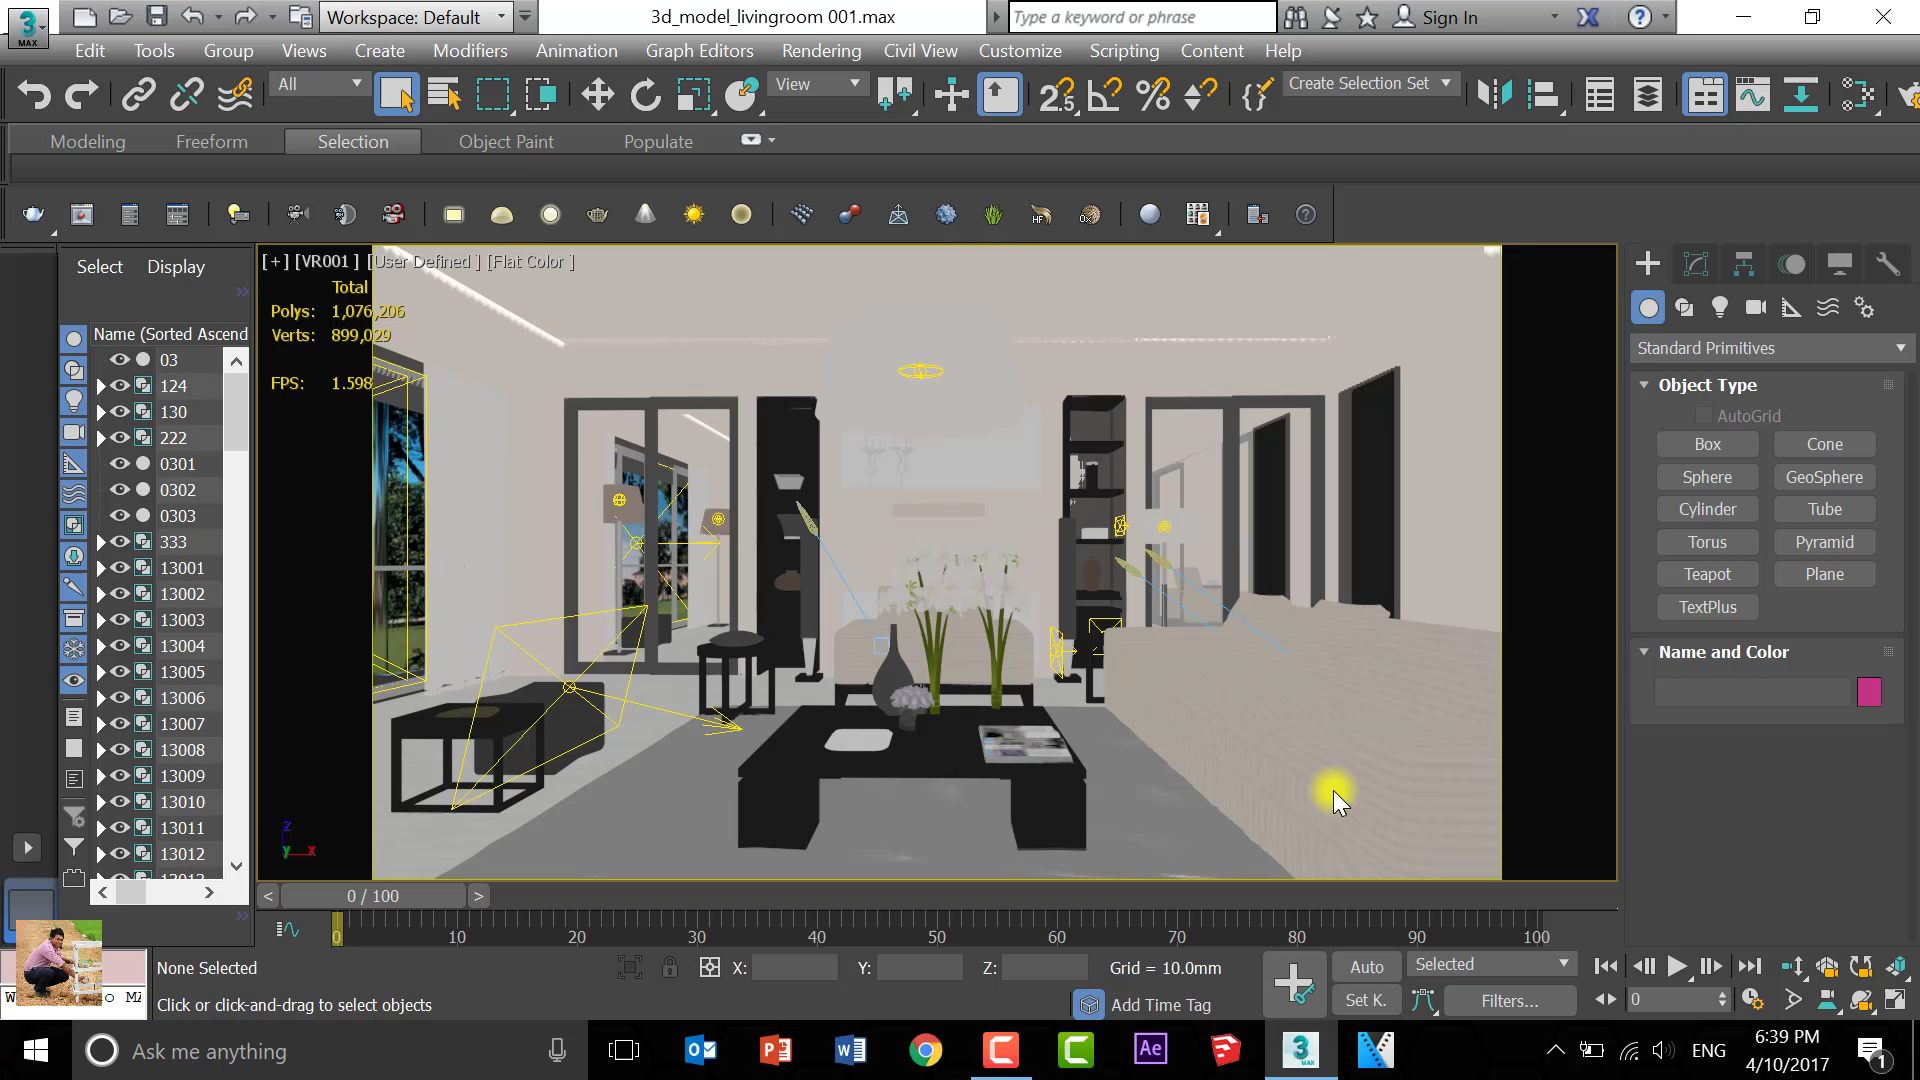 3
MAX
Workspace: Default
3d_model_livingroom 001.max
Type a keyword or phrase
Sign In
Edit Tools Group Views Create Modifiers Animation Graph Editors Rendering Civil View Customize Scripting Content Help
All
View
2.5
Create Selection Set
Modeling Freeform Selection Object Paint Populate
Select Display
Name (Sorted Ascend
03
124
130
222
0301
0302
0303
333
13001
13002
13003
13004
13005
13006
13007
13008
13009
13010
13011
13012
[+] [VR001 ] [User Defined ] [Flat Color ]
Total
Polys: 1,076,206
Verts: 899,029
FPS: 1.598
z
y x
Standard Primitives
Object Type
AutoGrid
Box Cone
Sphere GeoSphere
Cylinder Tube
Torus Pyramid
Teapot Plane
TextPlus
Name and Color
< 0 / 100 >
0 10 20 30 40 50 60 70 80 90 100
None Selected
X: Y: Z: Grid = 10.0mm
Click or click-and-drag to select objects
Add Time Tag
Auto
Selected
Set K.
Filters...
0
Ask me anything
ENG
6:39 PM
4/10/2017
1